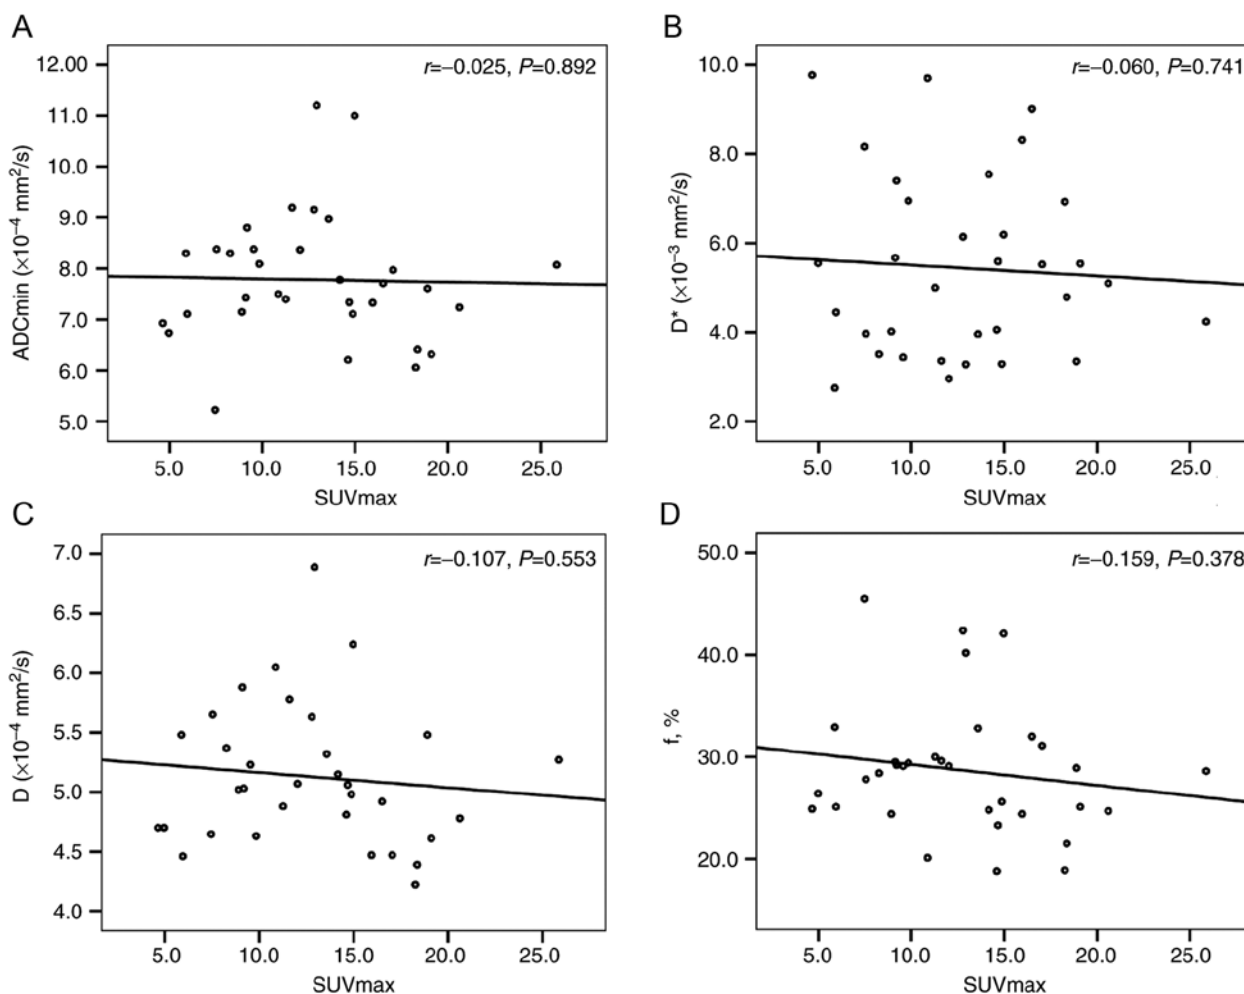 A
r=−0.025, P=0.892
12.00
11.0
10.0
9.0
8.0
7.0
6.0
5.0
ADCmin (×10⁻⁴ mm²/s)
5.0 10.0 15.0 20.0 25.0
SUVmax
B
r=−0.060, P=0.741
10.0
8.0
6.0
4.0
2.0
D* (×10⁻³ mm²/s)
5.0 10.0 15.0 20.0 25.0
SUVmax
C
r=−0.107, P=0.553
7.0
6.5
6.0
5.5
5.0
4.5
4.0
D (×10⁻⁴ mm²/s)
5.0 10.0 15.0 20.0 25.0
SUVmax
D
r=−0.159, P=0.378
50.0
40.0
30.0
20.0
f, %
5.0 10.0 15.0 20.0 25.0
SUVmax